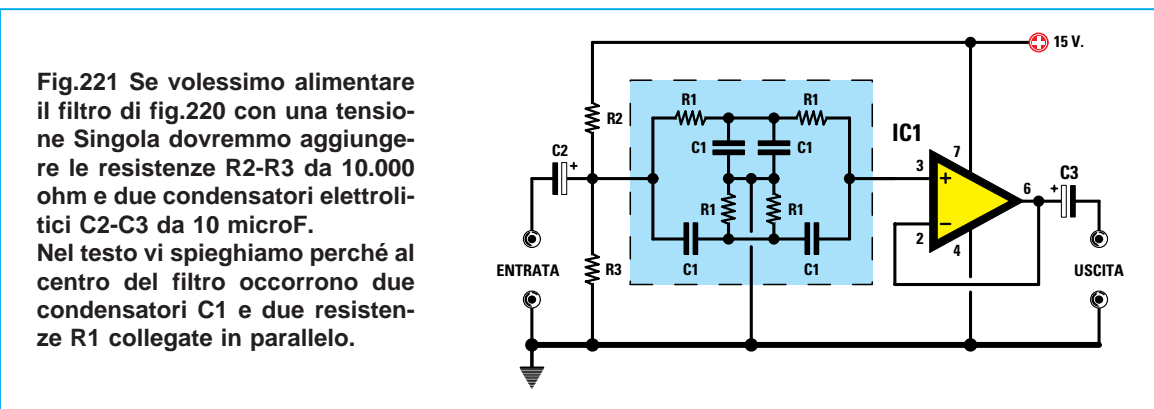 Fig.221 Se volessimo alimentare
il filtro di fig.220 con una tensio-
ne Singola dovremmo aggiunge-
re le resistenze R2-R3 da 10.000
ohm e due condensatori elettroli-
tici C2-C3 da 10 microF.
Nel testo vi spieghiamo perché al
centro del filtro occorrono due
condensatori C1 e due resisten-
ze R1 collegate in parallelo.
15 V.
R1 R1
R2
IC1
C1 C1
C2
+
7
C3
3
+
6
+
R1 R1
2
−
4
ENTRATA
R3
C1 C1
USCITA